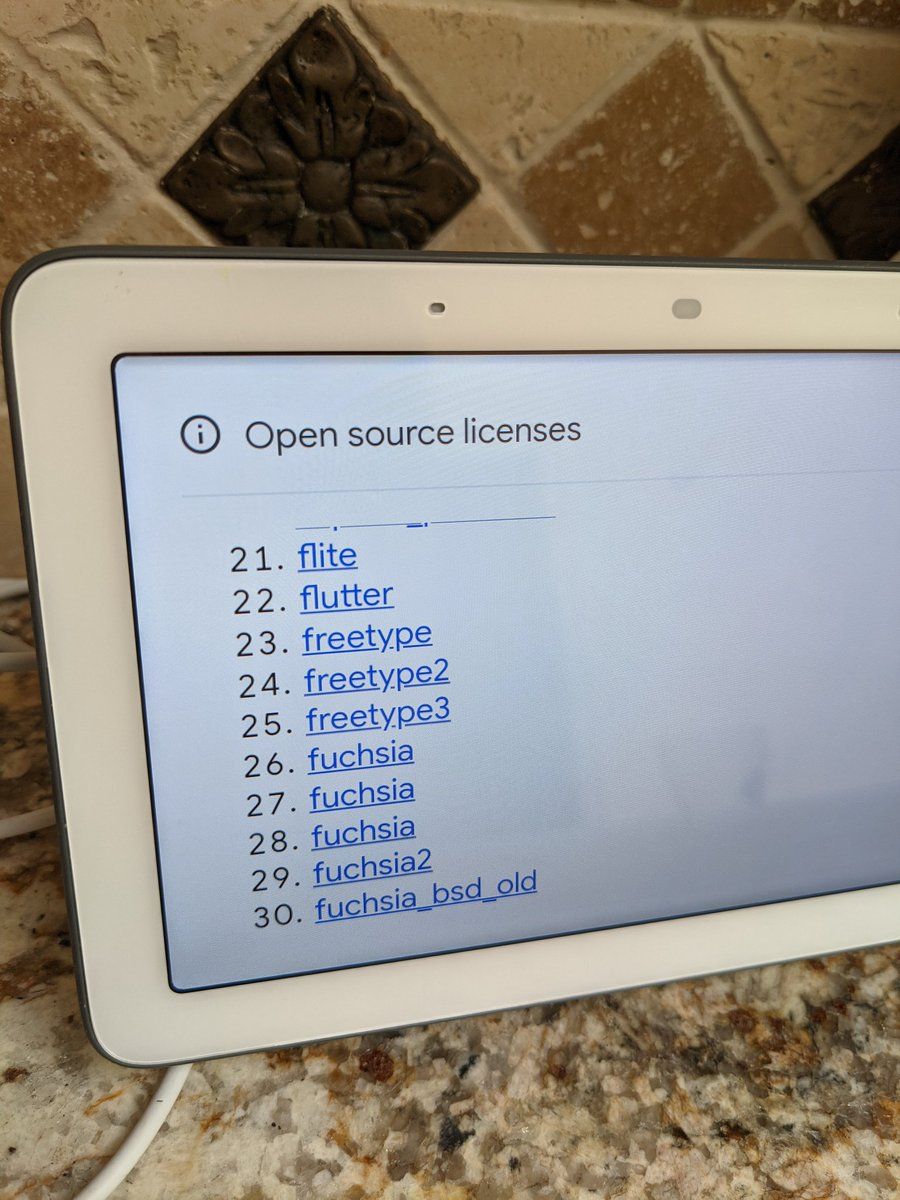 Open source licenses
21. flite
22. flutter
23. freetype
24. freetype2
25. freetype3
26. fuchsia
27. fuchsia
28. fuchsia
29. fuchsia2
30. fuchsia_bsd_old